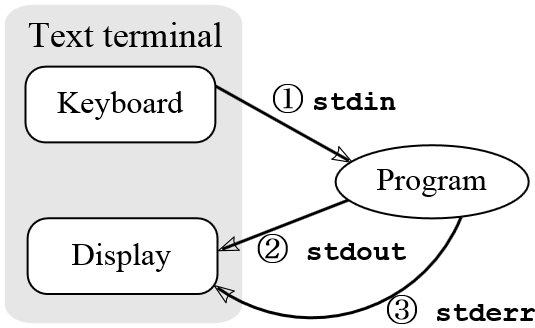 Text terminal
Keyboard
① stdin
Program
Display
② stdout
③ stderr